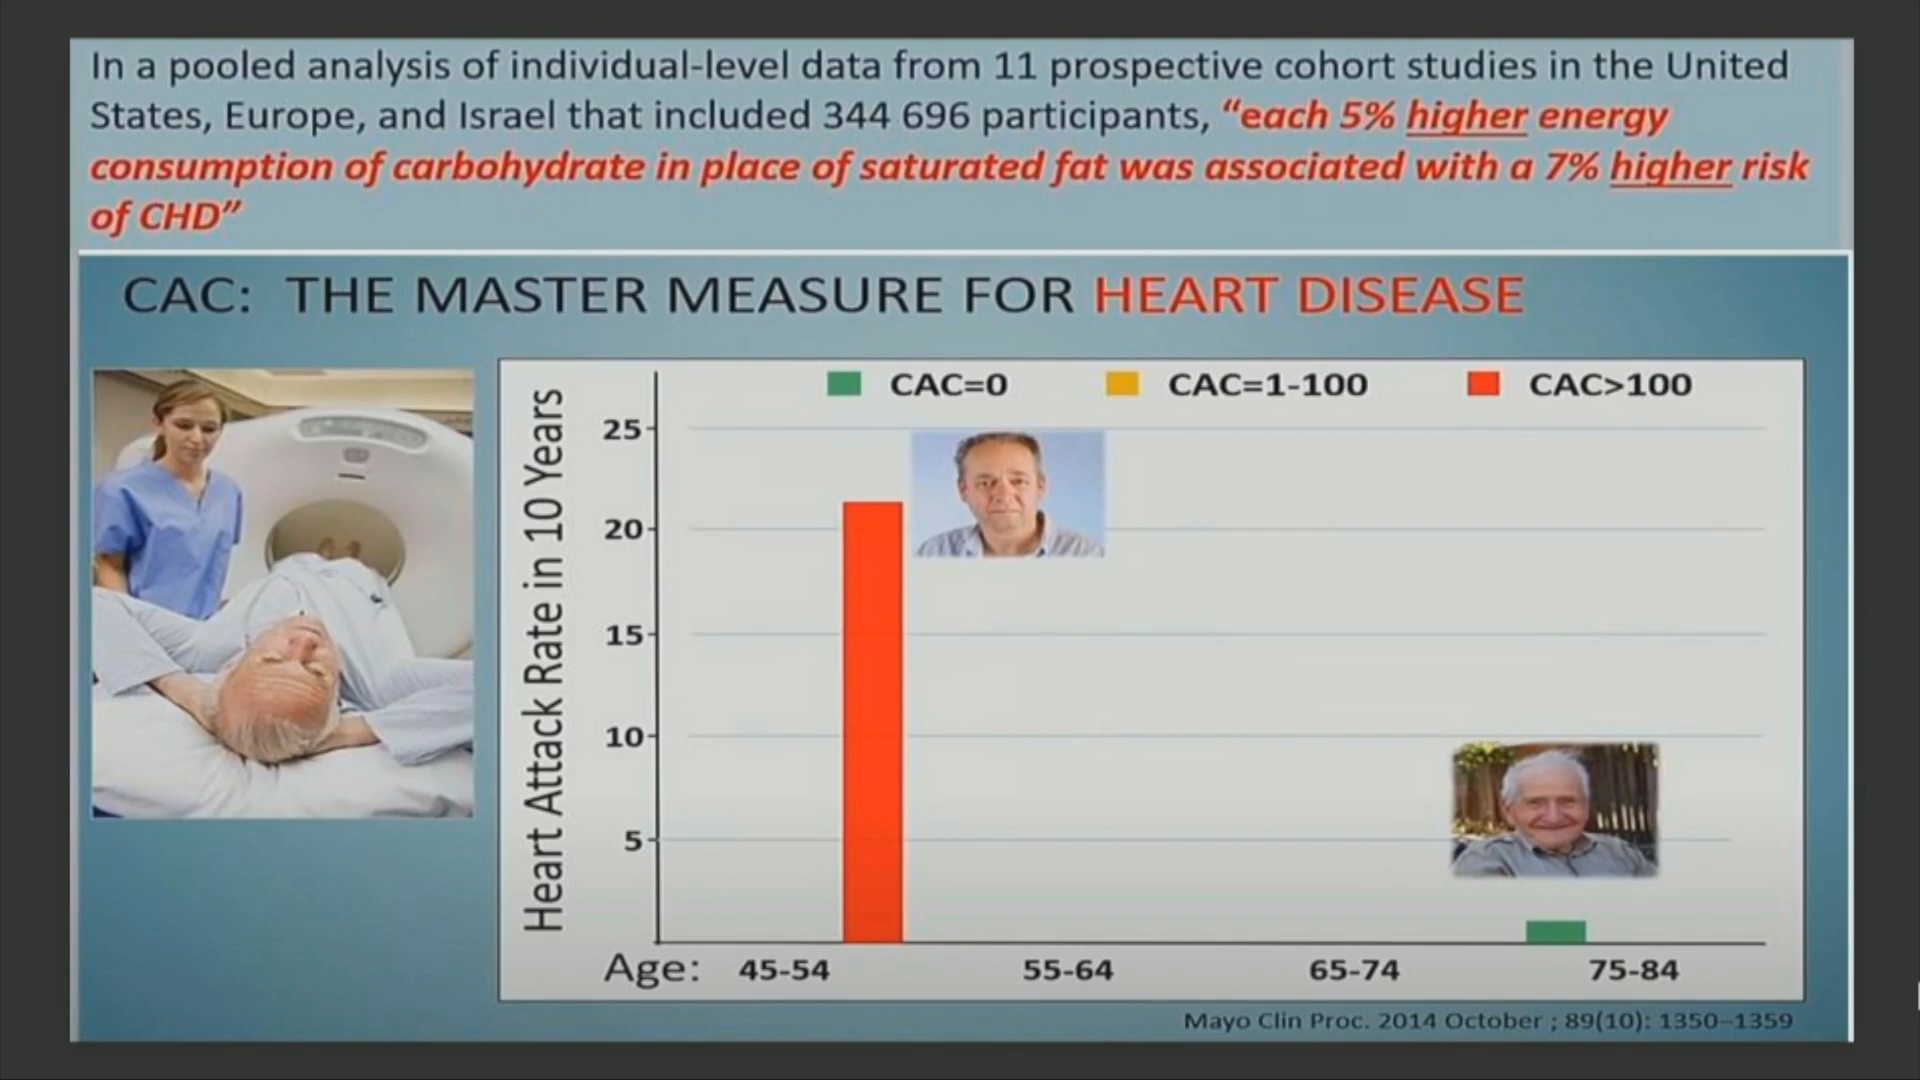 In a pooled analysis of individual-level data from 11 prospective cohort studies in the United
States, Europe, and Israel that included 344 696 participants, “each 5% higher energy
consumption of carbohydrate in place of saturated fat was associated with a 7% higher risk
of CHD”
CAC: THE MASTER MEASURE FOR HEART DISEASE
CAC=0 CAC=1-100 CAC>100
Heart Attack Rate in 10 Years
25
20
15
10
5
Age: 45-54 55-64 65-74 75-84
Mayo Clin Proc. 2014 October ; 89(10): 1350–1359